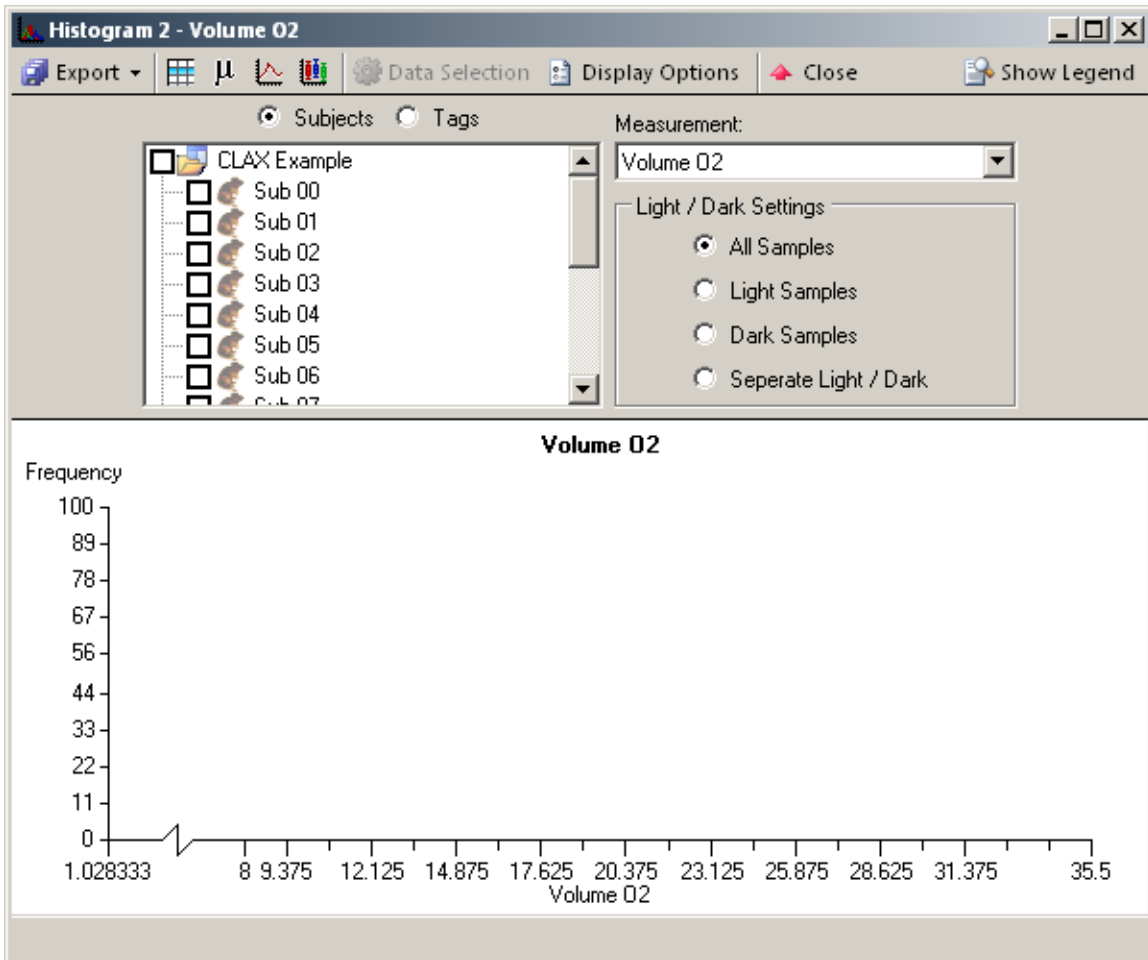 Histogram 2 - Volume O2
Export μ Data Selection Display Options Close Show Legend
Subjects Tags
CLAX Example
Sub 00
Sub 01
Sub 02
Sub 03
Sub 04
Sub 05
Sub 06
Measurement:
Volume O2
Light / Dark Settings
All Samples
Light Samples
Dark Samples
Seperate Light / Dark
Volume O2
Frequency
100
89
78
67
56
44
33
22
11
0
1.028333 8 9.375 12.125 14.875 17.625 20.375 23.125 25.875 28.625 31.375 35.5
Volume O2